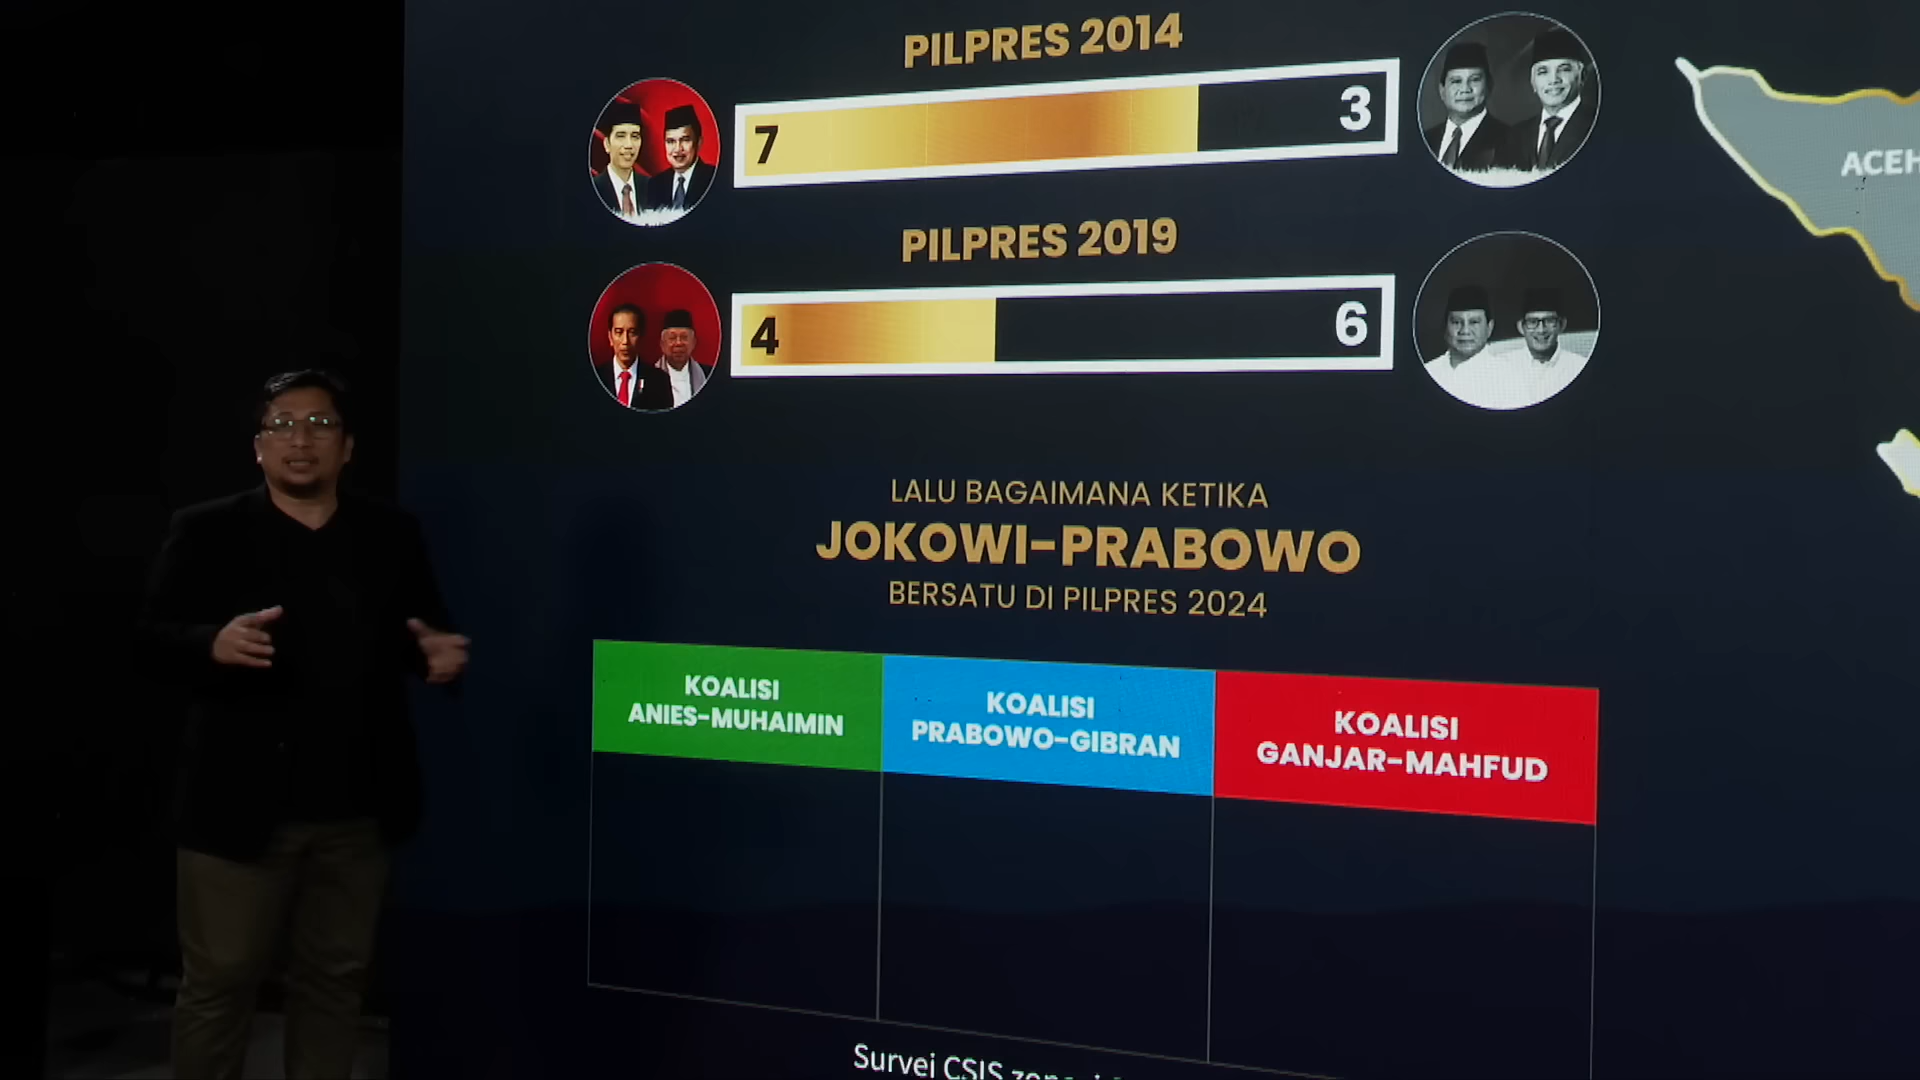 PILPRES 2014
7
3
PILPRES 2019
4
6
LALU BAGAIMANA KETIKA
JOKOWI-PRABOWO
BERSATU DI PILPRES 2024
KOALISI
ANIES-MUHAIMIN
KOALISI
PRABOWO-GIBRAN
KOALISI
GANJAR-MAHFUD
Survei CSIS
ACEH